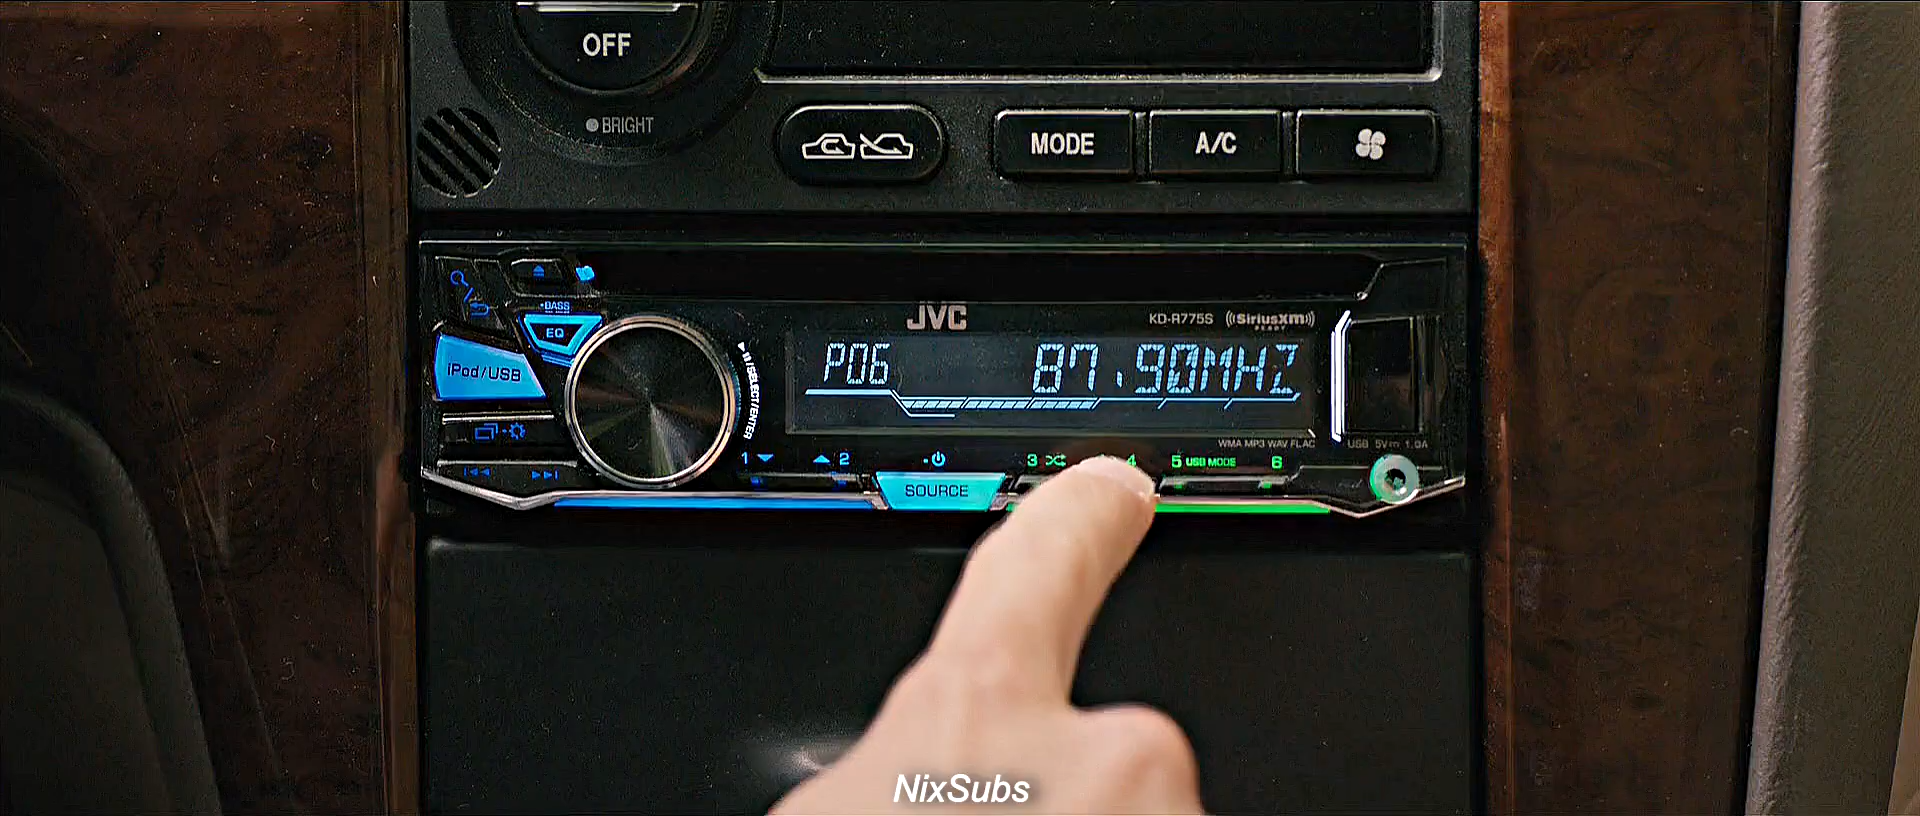 OFF
BRIGHT
MODE
A/C
JVC
KD-R775S
((SiriusXM))
READY
BASS
EQ
iPod/USB
SELECT/ENTER
P06
87.90MHZ
WMA MP3 WAV FLAC
USB 5V 1.0A
1
2
3
4
5 USB MODE
6
SOURCE
NixSubs